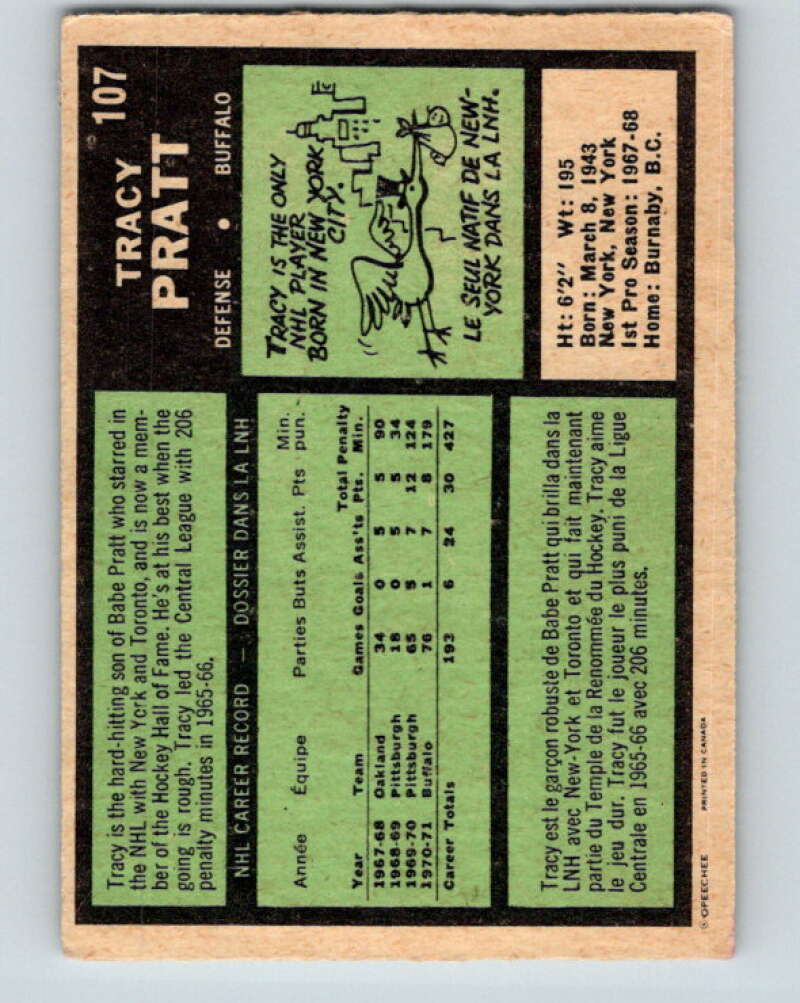 TRACY 107
PRATT
DEFENSE • BUFFALO
Tracy is the hard-hitting son of Babe Pratt who starred in
the NHL with New York and Toronto, and is now a mem-
ber of the Hockey Hall of Fame. He's at his best when the
going is rough. Tracy led the Central League with 206
penalty minutes in 1965-66.
TRACY IS THE ONLY
NHL PLAYER
BORN IN NEW YORK
CITY.
LE SEUL NATIF DE NEW-
YORK DANS LA LNH.
NHL CAREER RECORD — DOSSIER DANS LA LNH
Année Équipe Parties Buts Assist. Pts Min. pun.
Year Team Games Goals Ass'ts Total Pts. Penalty Min.
1967-68 Oakland 34 0 5 5 90
1968-69 Pittsburgh 18 0 5 5 34
1969-70 Pittsburgh 65 5 7 12 124
1970-71 Buffalo 76 1 7 8 179
Career Totals 193 6 24 30 427
Ht: 6'2" Wt: 195
Born: March 8, 1943
New York, New York
1st Pro Season: 1967-68
Home: Burnaby, B.C.
Tracy est le garçon robuste de Babe Pratt qui brilla dans la
LNH avec New-York et Toronto et qui fait maintenant
partie du Temple de la Renommée du Hockey. Tracy aime
le jeu dur. Tracy fut le joueur le plus puni de la Ligue
Centrale en 1965-66 avec 206 minutes.
© OPEECHEE PRINTED IN CANADA